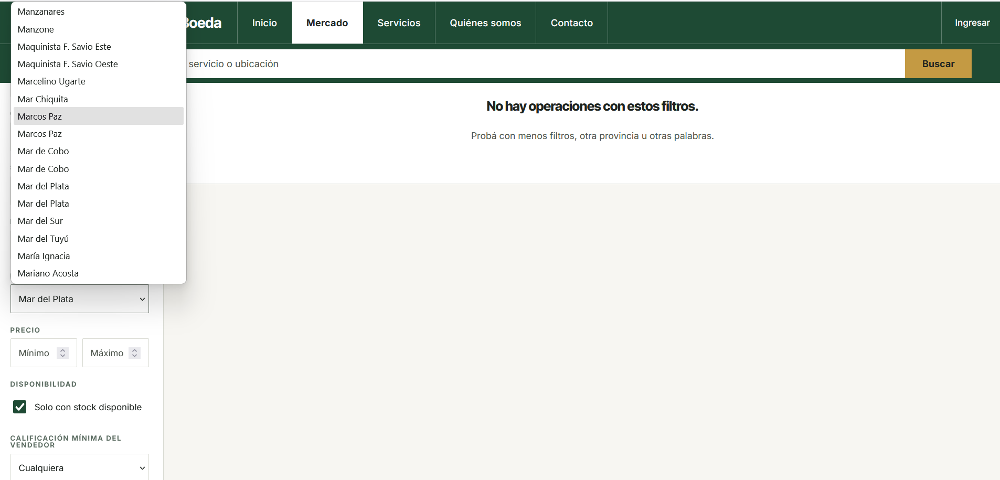 Manzanares
Manzone
Maquinista F. Savio Este
Maquinista F. Savio Oeste
Marcelino Ugarte
Mar Chiquita
Marcos Paz
Marcos Paz
Mar de Cobo
Mar de Cobo
Mar del Plata
Mar del Plata
Mar del Sur
Mar del Tuyú
María Ignacia
Mariano Acosta
Boeda
Inicio
Mercado
Servicios
Quiénes somos
Contacto
Ingresar
servicio o ubicación
Buscar
No hay operaciones con estos filtros.
Probá con menos filtros, otra provincia u otras palabras.
Mar del Plata
PRECIO
Mínimo
Máximo
DISPONIBILIDAD
Solo con stock disponible
CALIFICACIÓN MÍNIMA DEL
VENDEDOR
Cualquiera